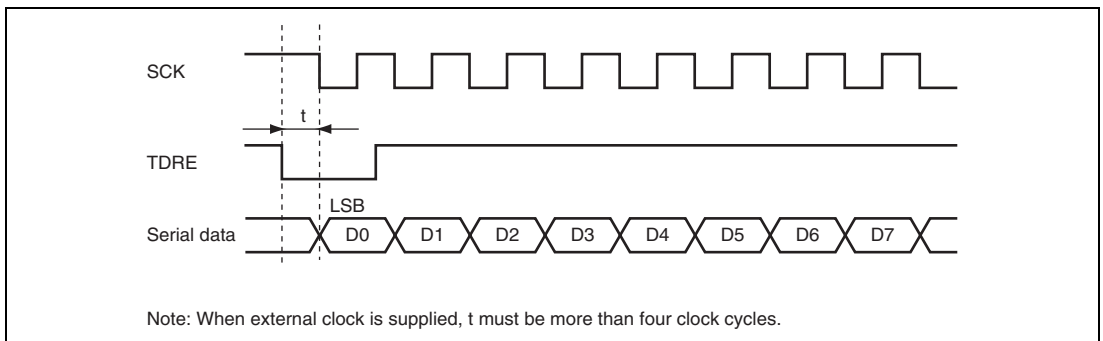 SCK
t
TDRE
LSB
Serial data
D0 D1 D2 D3 D4 D5 D6 D7
Note: When external clock is supplied, t must be more than four clock cycles.